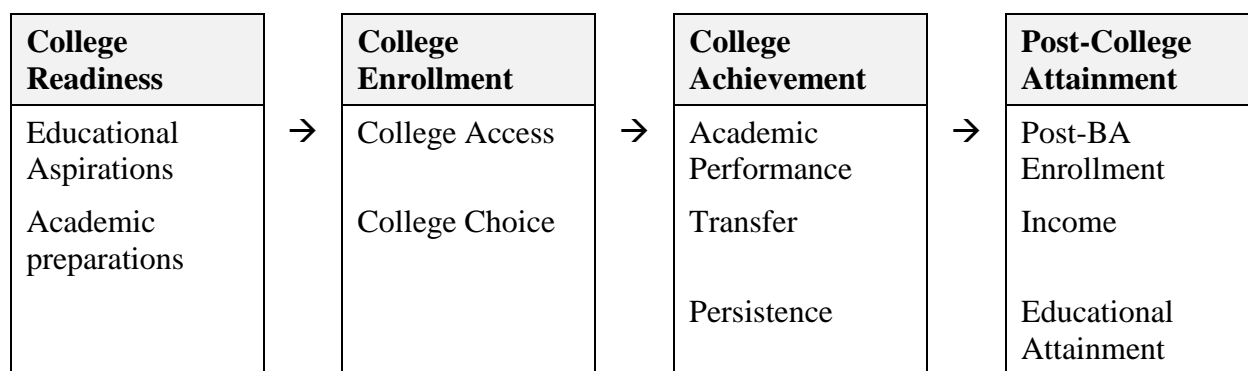 College
Readiness
Educational
Aspirations
Academic
preparations
→
College
Enrollment
College Access
College Choice
→
College
Achievement
Academic
Performance
Transfer
Persistence
→
Post-College
Attainment
Post-BA
Enrollment
Income
Educational
Attainment